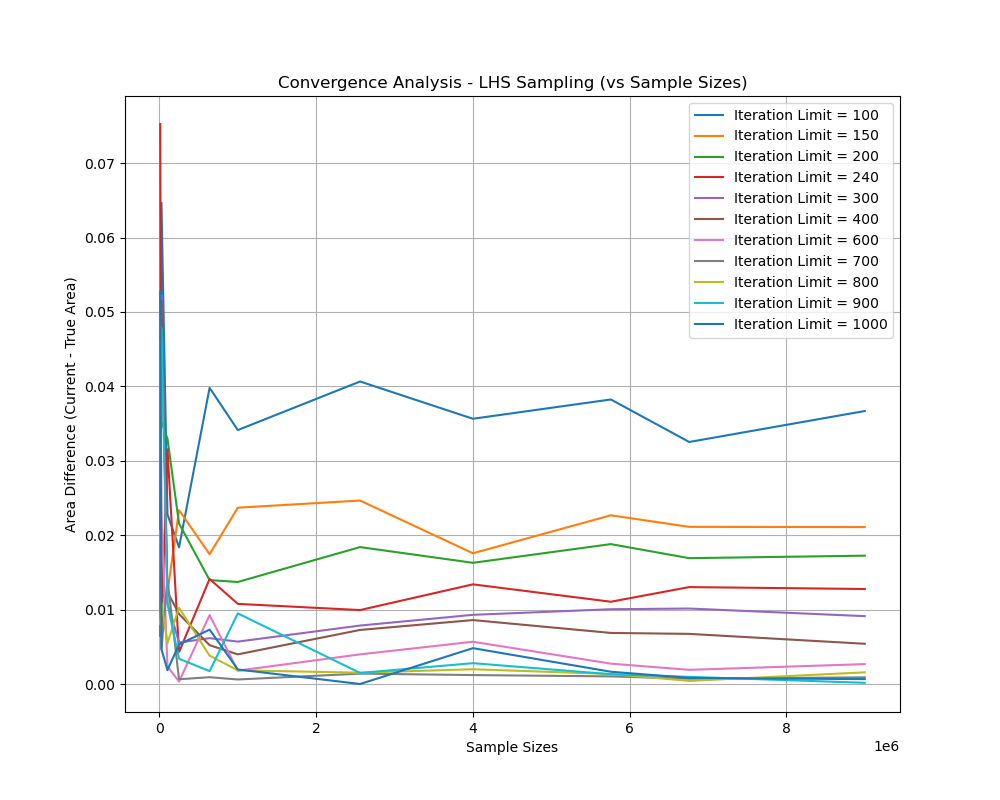 Convergence Analysis - LHS Sampling (vs Sample Sizes)
Area Difference (Current - True Area)
0.07
0.06
0.05
0.04
0.03
0.02
0.01
0.00
Iteration Limit = 100
Iteration Limit = 150
Iteration Limit = 200
Iteration Limit = 240
Iteration Limit = 300
Iteration Limit = 400
Iteration Limit = 600
Iteration Limit = 700
Iteration Limit = 800
Iteration Limit = 900
Iteration Limit = 1000
0 2 4 6 8
1e6
Sample Sizes